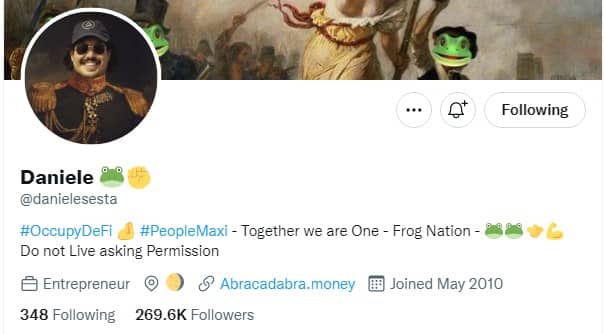 Following
Daniele 🐸✊
@danielesesta
#OccupyDeFi 🤌 #PeopleMaxi - Together we are One - Frog Nation - 🐸🐸🤝💪
Do not Live asking Permission
Entrepreneur 🌖 Abracadabra.money Joined May 2010
348 Following 269.6K Followers